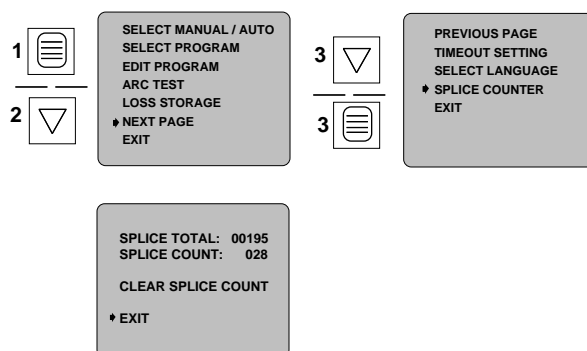 1
2
SELECT MANUAL / AUTO
SELECT PROGRAM
EDIT PROGRAM
ARC TEST
LOSS STORAGE
NEXT PAGE
EXIT
3
3
PREVIOUS PAGE
TIMEOUT SETTING
SELECT LANGUAGE
SPLICE COUNTER
EXIT
SPLICE TOTAL: 00195
SPLICE COUNT: 028
CLEAR SPLICE COUNT
EXIT